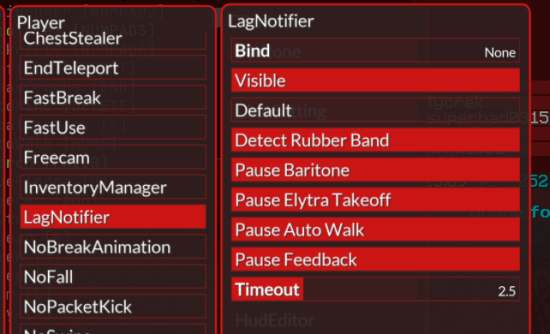 Player
ChestStealer
EndTeleport
FastBreak
FastUse
Freecam
InventoryManager
LagNotifier
NoBreakAnimation
NoFall
NoPacketKick
LagNotifier
Bind None
Visible
Default
Detect Rubber Band
Pause Baritone
Pause Elytra Takeoff
Pause Auto Walk
Pause Feedback
Timeout 2.5
HudEditor